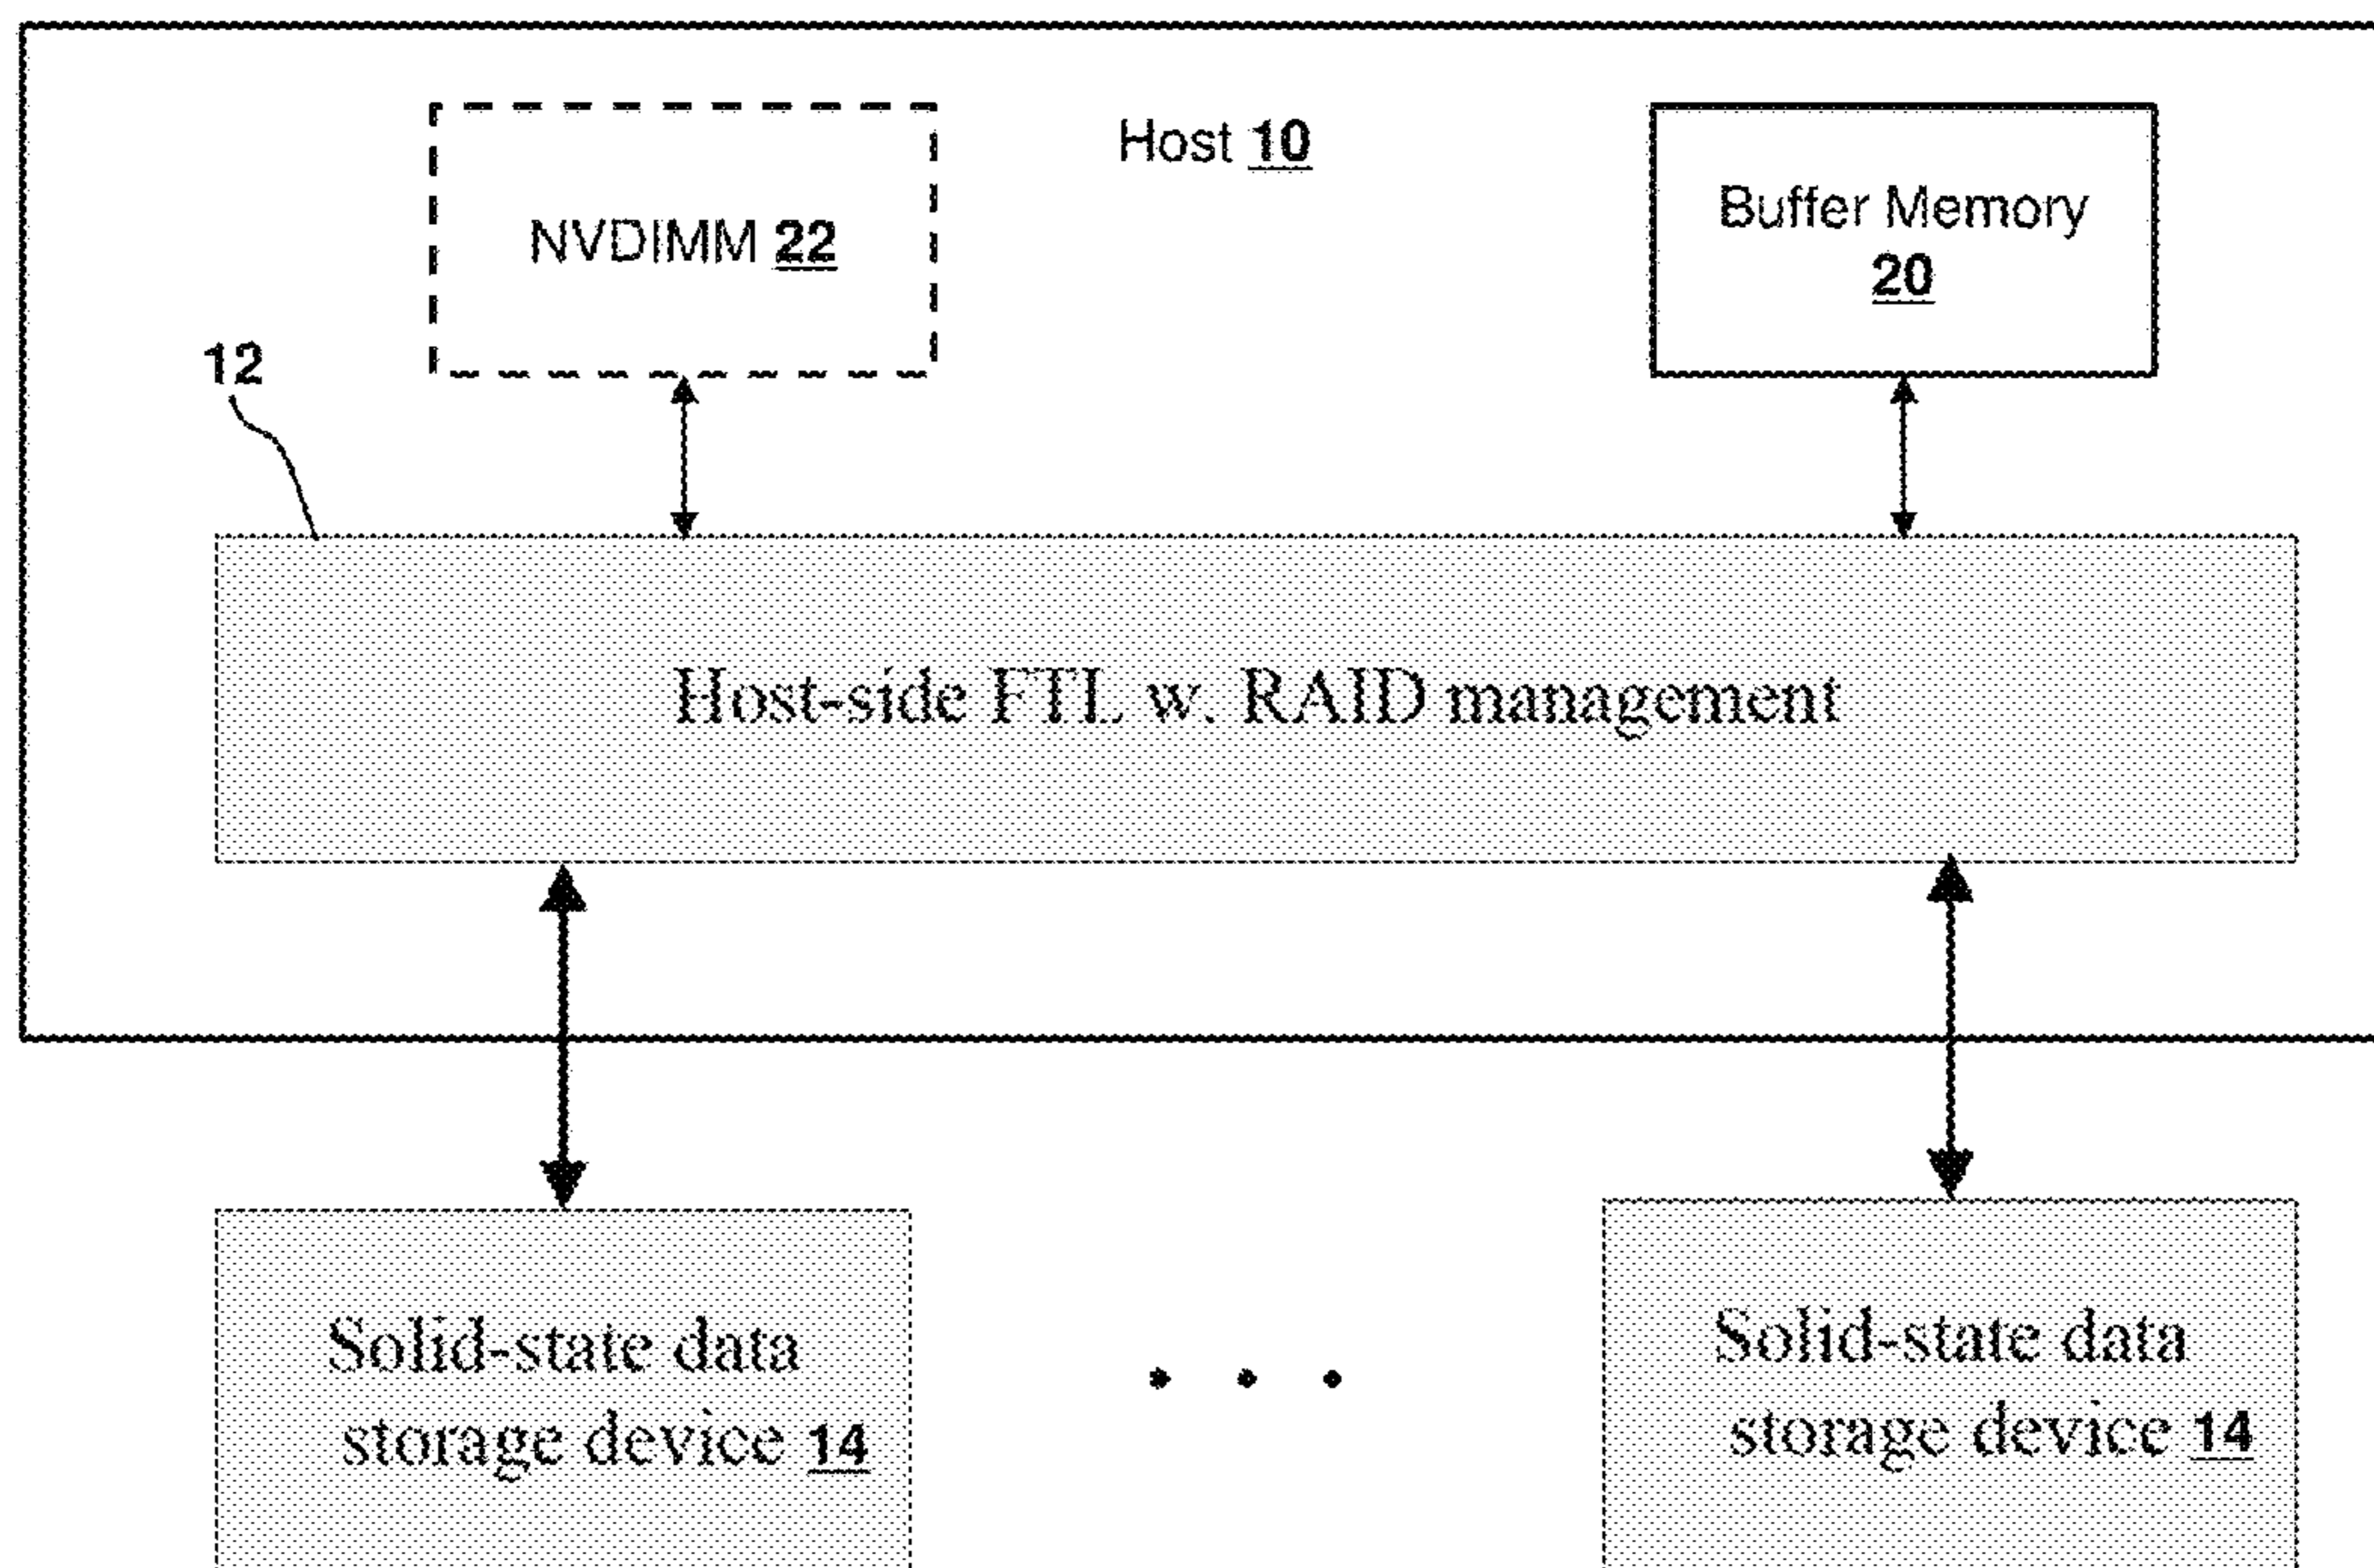 Host 10
NVDIMM 22
Buffer Memory
20
12
Host-side FTL w. RAID management
Solid-state data
storage device 14
Solid-state data
storage device 14